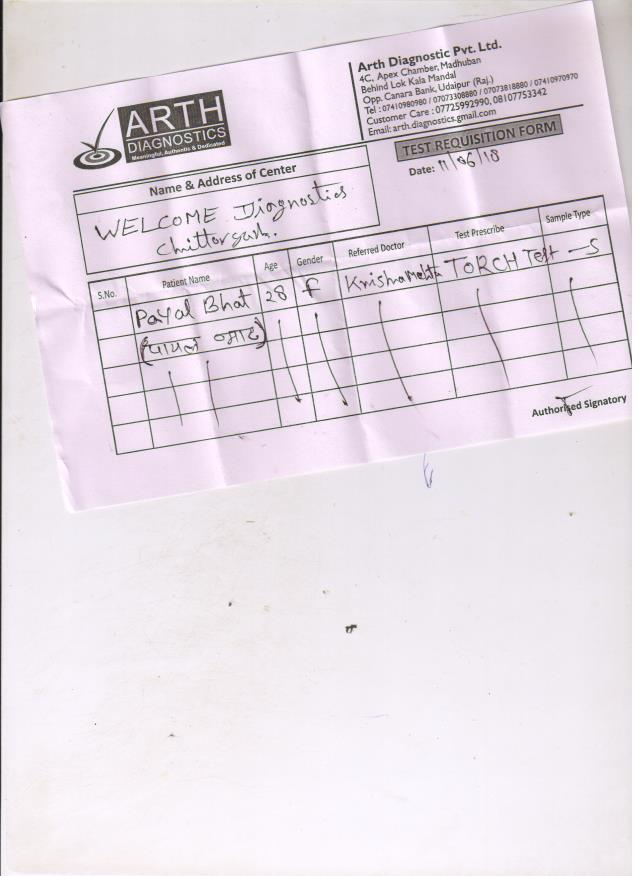 ARTH
DIAGNOSTICS
Meaningful, Authentic & Dedicated
Arth Diagnostic Pvt. Ltd.
4C, Apex Chamber, Madhuban
Behind Lok Kala Mandal
Opp. Canara Bank, Udaipur (Raj.)
Tel : 07410980980 / 07073308880 / 07073818880 / 07410970970
Customer Care : 07725992990, 08107753342
Email: arth.diagnostics.gmail.com
TEST REQUISITION FORM
Date: 11/06/18
Name & Address of Center
WELCOME Diagnostics
Chittorgarh.
S.No. Patient Name Age Gender Referred Doctor Test Prescribe Sample Type
Payal Bhat 28 f Krishna Mehta TORCH Test - S
(पायल भाट)
Authorised Signatory